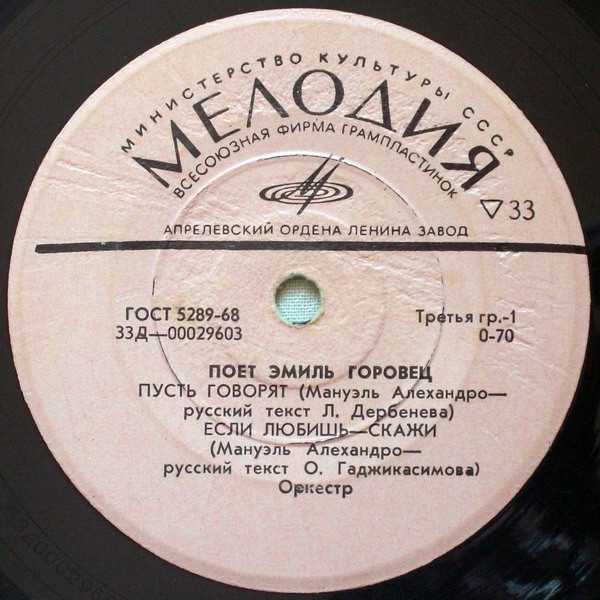 МИНИСТЕРСТВО КУЛЬТУРЫ СССР
МЕЛОДИЯ
ВСЕСОЮЗНАЯ ФИРМА ГРАМПЛАСТИНОК
▽33
АПРЕЛЕВСКИЙ ОРДЕНА ЛЕНИНА ЗАВОД
ГОСТ 5289-68
Третья гр.-1
33Д—00029603
0-70
ПОЕТ ЭМИЛЬ ГОРОВЕЦ
ПУСТЬ ГОВОРЯТ (Мануэль Алехандро—
русский текст Л. Дербенева)
ЕСЛИ ЛЮБИШЬ—СКАЖИ
(Мануэль Алехандро—
русский текст О. Гаджикасимова)
Оркестр